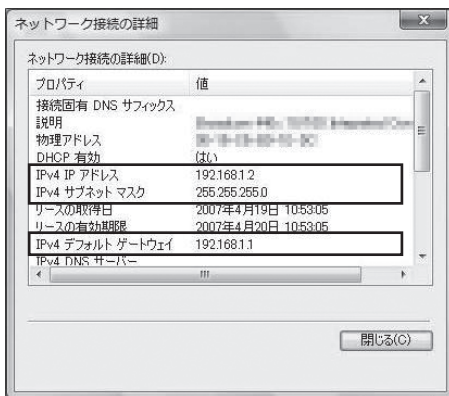 ネットワーク接続の詳細
ネットワーク接続の詳細(D):
プロパティ 値
接続固有 DNS サフィックス
説明
物理アドレス
DHCP 有効 はい
IPv4 IP アドレス 192.168.1.2
IPv4 サブネット マスク 255.255.255.0
リースの取得日 2007年4月19日 10:53:05
リースの有効期限 2007年4月20日 10:53:05
IPv4 デフォルト ゲートウェイ 192.168.1.1
IPv4 DNS サーバー
閉じる(C)